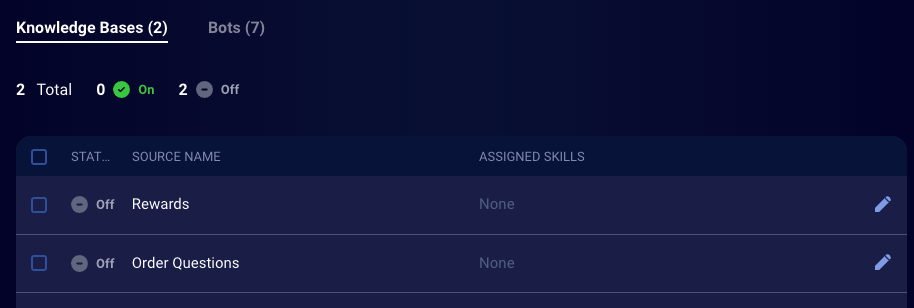 Knowledge Bases (2) Bots (7)
2 Total 0 On 2 Off
STAT... SOURCE NAME ASSIGNED SKILLS
Off Rewards None
Off Order Questions None